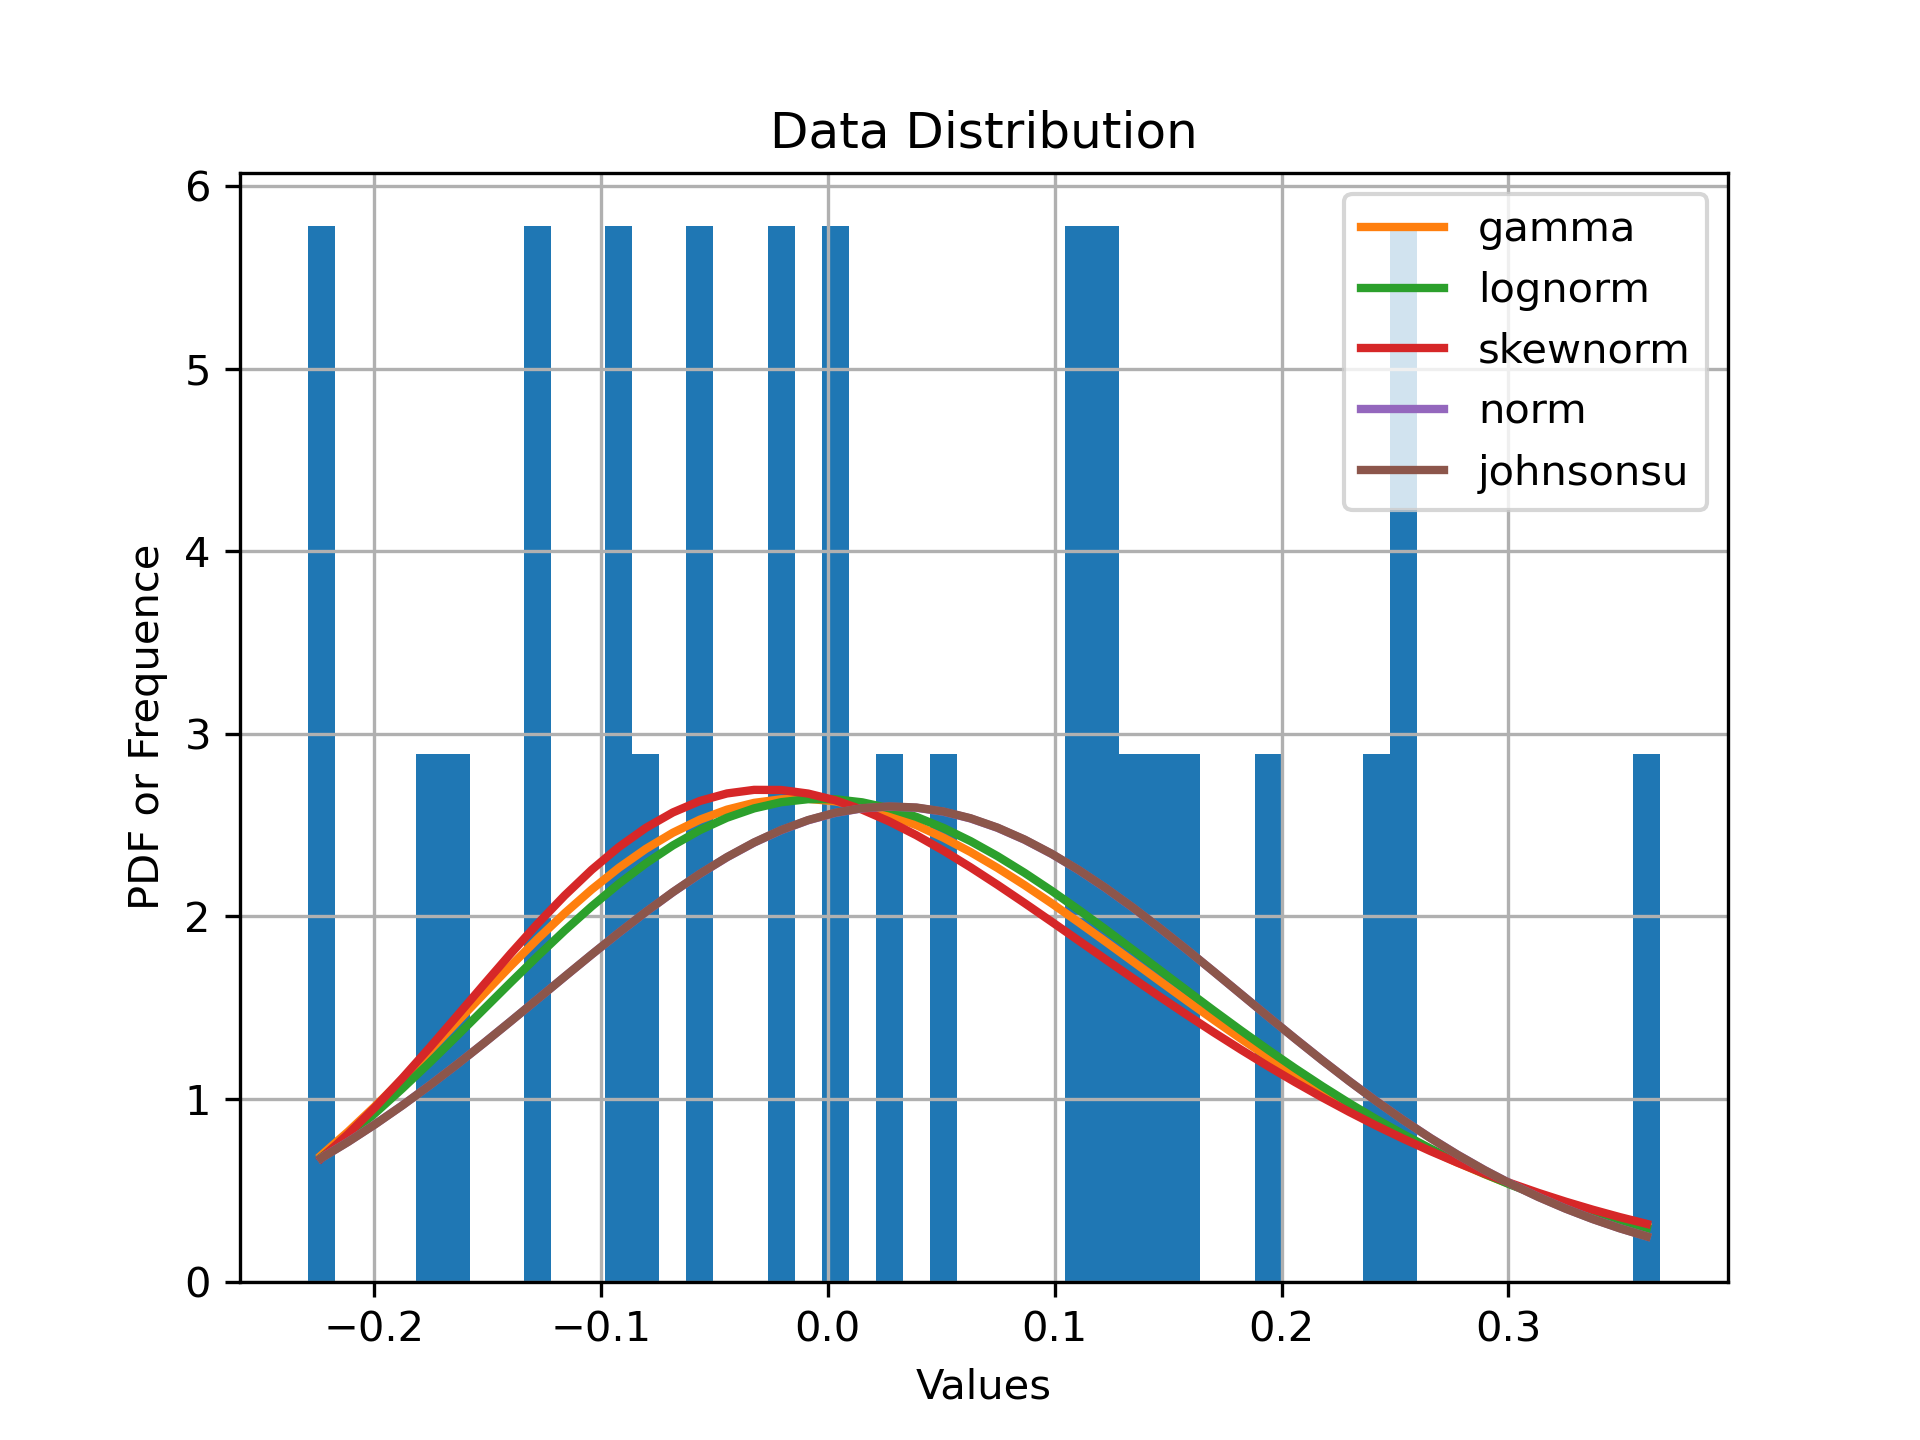 Data Distribution
6
5
4
3
2
1
0
PDF or Frequence
gamma
lognorm
skewnorm
norm
johnsonsu
−0.2 −0.1 0.0 0.1 0.2 0.3
Values